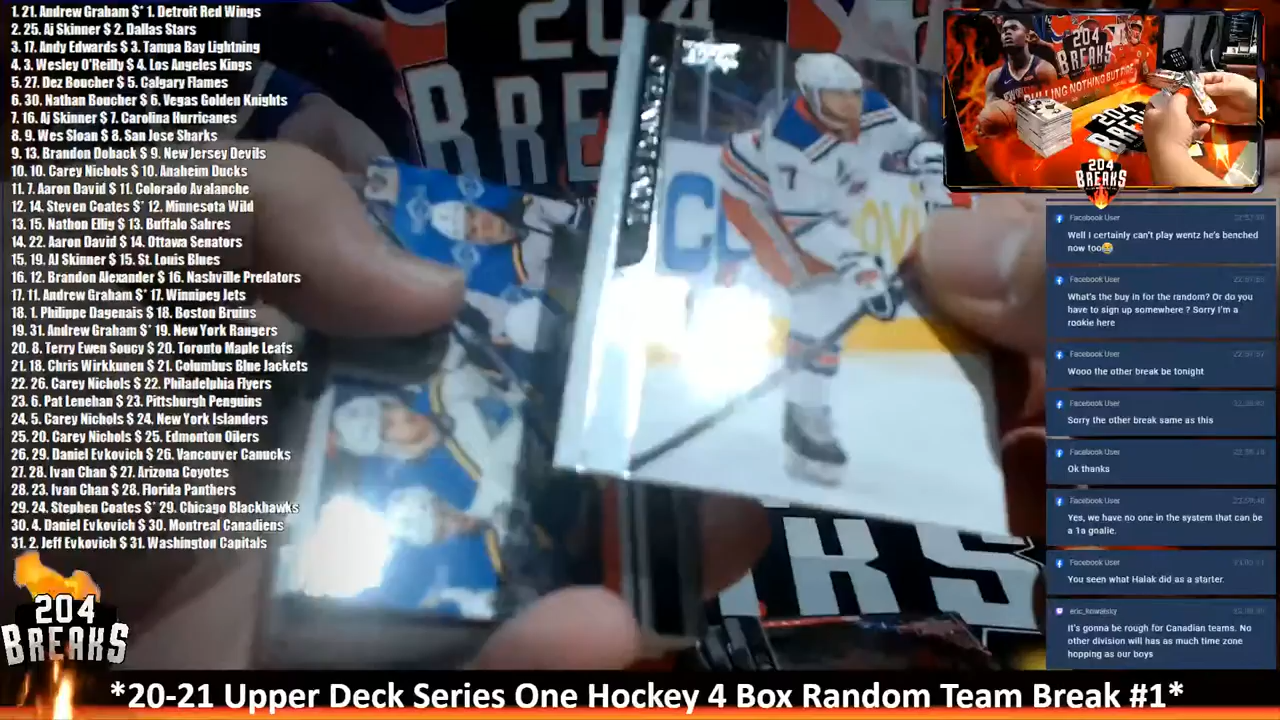 1. 21. Andrew Graham $* 1. Detroit Red Wings
2. 25. Aj Skinner $ 2. Dallas Stars
3. 17. Andy Edwards $ 3. Tampa Bay Lightning
4. 3. Wesley O'Reilly $ 4. Los Angeles Kings
5. 27. Dez Boucher $ 5. Calgary Flames
6. 30. Nathan Boucher $ 6. Vegas Golden Knights
7. 16. Aj Skinner $ 7. Carolina Hurricanes
8. 9. Wes Sloan $ 8. San Jose Sharks
9. 13. Brandon Doback $ 9. New Jersey Devils
10. 10. Carey Nichols $ 10. Anaheim Ducks
11. 7. Aaron David $ 11. Colorado Avalanche
12. 14. Steven Coates $* 12. Minnesota Wild
13. 15. Nathon Ellig $ 13. Buffalo Sabres
14. 22. Aaron David $ 14. Ottawa Senators
15. 19. AJ Skinner $ 15. St. Louis Blues
16. 12. Brandon Alexander $ 16. Nashville Predators
17. 11. Andrew Graham $* 17. Winnipeg Jets
18. 1. Philippe Dagenais $ 18. Boston Bruins
19. 31. Andrew Graham $* 19. New York Rangers
20. 8. Terry Ewen Soucy $ 20. Toronto Maple Leafs
21. 18. Chris Wirkkunen $ 21. Columbus Blue Jackets
22. 26. Carey Nichols $ 22. Philadelphia Flyers
23. 6. Pat Lenehan $ 23. Pittsburgh Penguins
24. 5. Carey Nichols $ 24. New York Islanders
25. 20. Carey Nichols $ 25. Edmonton Oilers
26. 29. Daniel Evkovich $ 26. Vancouver Canucks
27. 28. Ivan Chan $ 27. Arizona Coyotes
28. 23. Ivan Chan $ 28. Florida Panthers
29. 24. Stephen Coates $* 29. Chicago Blackhawks
30. 4. Daniel Evkovich $ 30. Montreal Canadiens
31. 2. Jeff Evkovich $ 31. Washington Capitals
204
BREAKS
204
BRE
7
RKS
204
BREAKS
PULLING NOTHING BUT FIRE
204
204
BREAKS
Facebook User
Well I certainly can't play wentz he's benched
now too😂
Facebook User
What's the buy in for the random? Or do you
have to sign up somewhere ? Sorry I'm a
rookie here
Facebook User
Wooo the other break be tonight
Facebook User
Sorry the other break same as this
Facebook User
Ok thanks
Facebook User
Yes, we have no one in the system that can be
a 1a goalie.
Facebook User
You seen what Halak did as a starter.
eric_kowalsky
It's gonna be rough for Canadian teams. No
other division will has as much time zone
hopping as our boys
*20-21 Upper Deck Series One Hockey 4 Box Random Team Break #1*